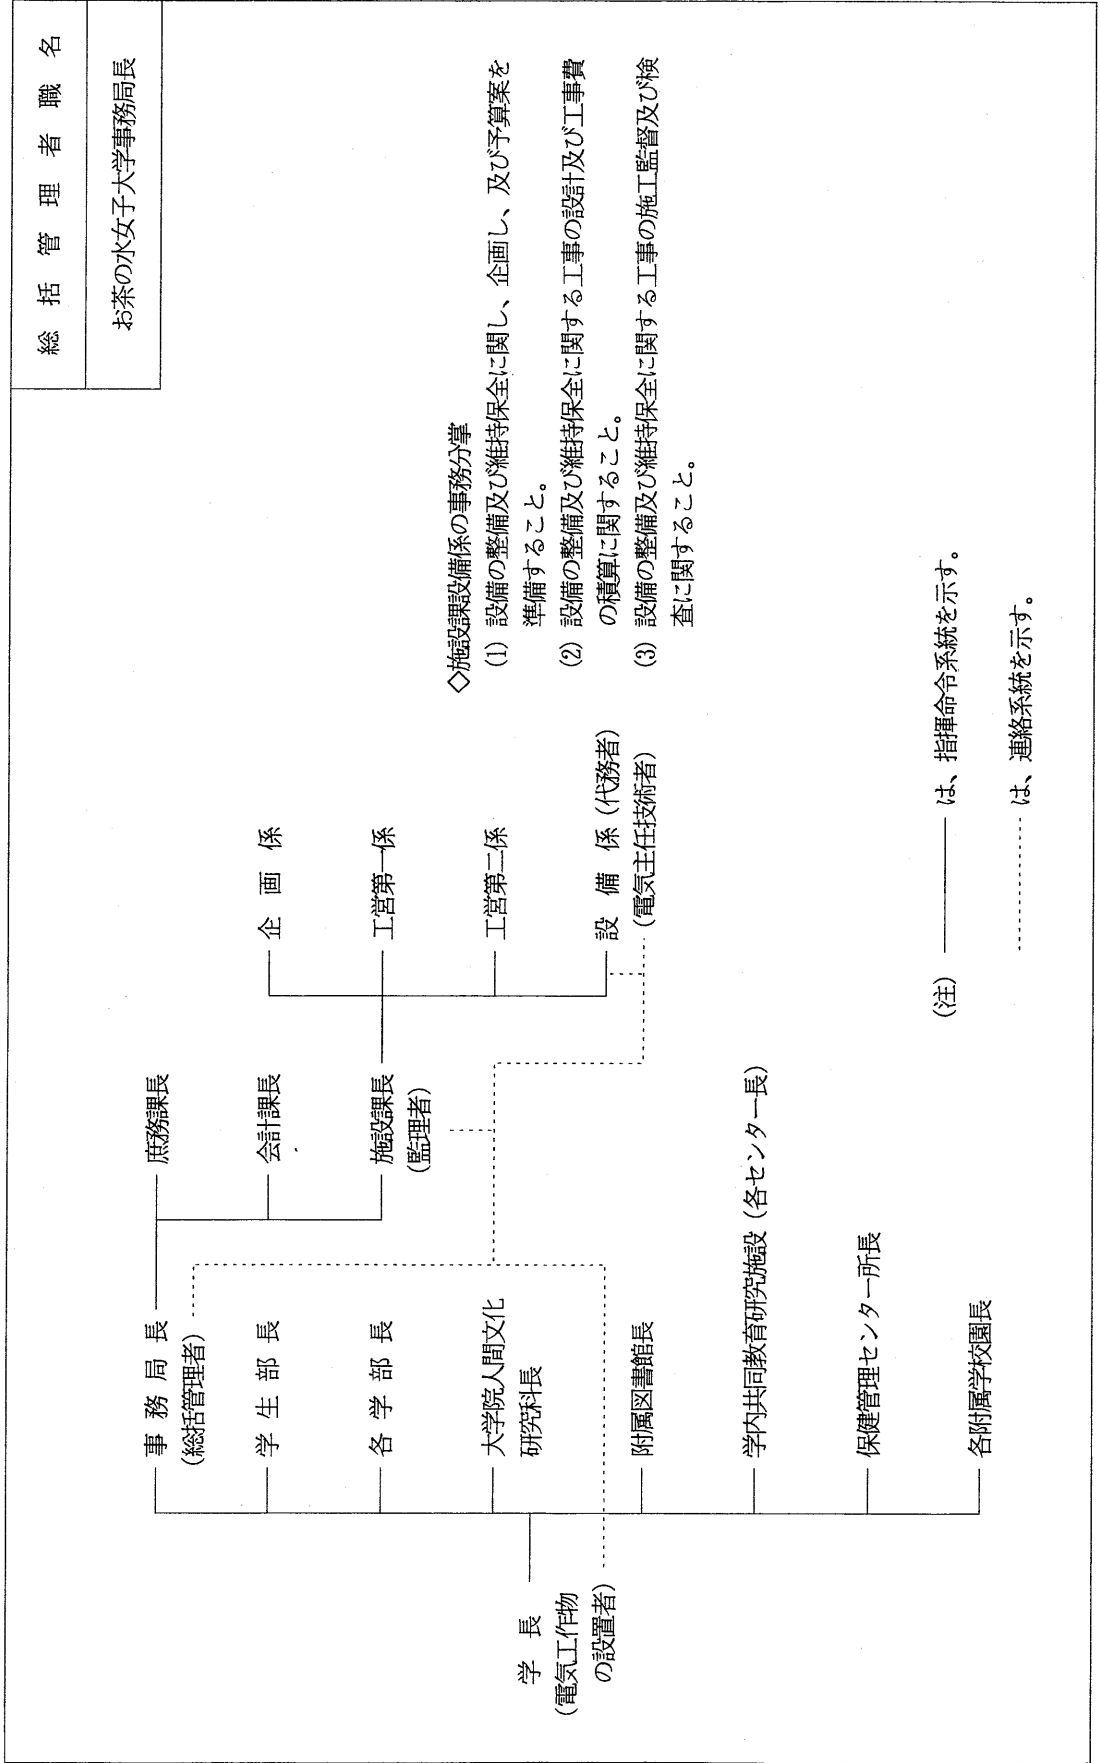 総括管理者職名
お茶の水女子大学事務局長
学長
(電気工作物
の設置者)
事務局長
(総括管理者)
学生部長
各学部長
大学院人間文化
研究科長
附属図書館長
学内共同教育研究施設(各センター長)
保健管理センター所長
各附属学校園長
庶務課長
会計課長
施設課長
(監理者)
企画係
工営第一係
工営第二係
設備係(代務者)
(電気主任技術者)
◇施設課設備係の事務分掌
(1) 設備の整備及び維持保全に関し、企画し、及び予算案を
準備すること。
(2) 設備の整備及び維持保全に関する工事の設計及び工事費
の積算に関すること。
(3) 設備の整備及び維持保全に関する工事の施工監督及び検
査に関すること。
(注) は、指揮命令系統を示す。
は、連絡系統を示す。